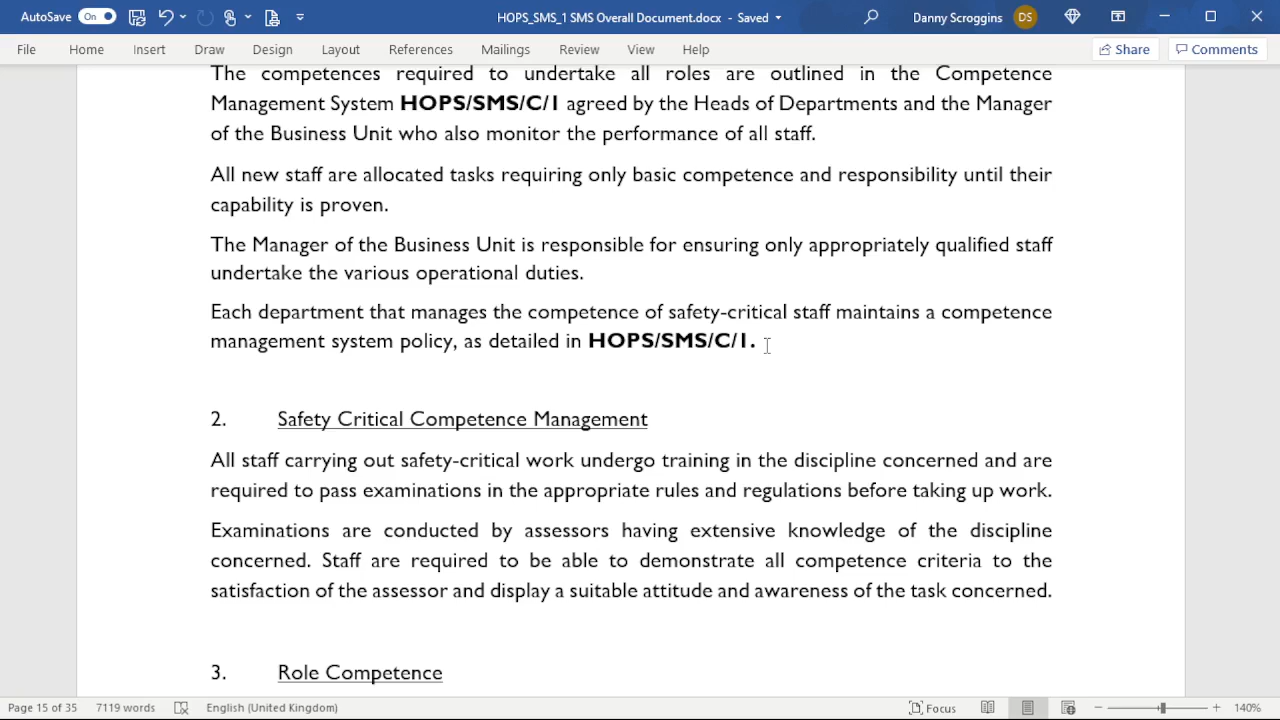 AutoSave On HOPS_SMS_1 SMS Overall Document.docx - Saved Danny Scroggins DS
File Home Insert Draw Design Layout References Mailings Review View Help Share Comments
The competences required to undertake all roles are outlined in the Competence
Management System HOPS/SMS/C/1 agreed by the Heads of Departments and the Manager
of the Business Unit who also monitor the performance of all staff.
All new staff are allocated tasks requiring only basic competence and responsibility until their
capability is proven.
The Manager of the Business Unit is responsible for ensuring only appropriately qualified staff
undertake the various operational duties.
Each department that manages the competence of safety-critical staff maintains a competence
management system policy, as detailed in HOPS/SMS/C/1.
2. Safety Critical Competence Management
All staff carrying out safety-critical work undergo training in the discipline concerned and are
required to pass examinations in the appropriate rules and regulations before taking up work.
Examinations are conducted by assessors having extensive knowledge of the discipline
concerned. Staff are required to be able to demonstrate all competence criteria to the
satisfaction of the assessor and display a suitable attitude and awareness of the task concerned.
3. Role Competence
Page 15 of 35 7119 words English (United Kingdom) Focus 140%